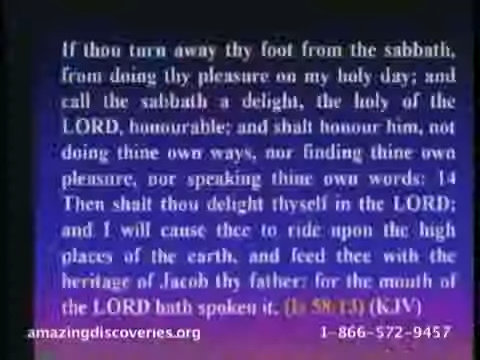 If thou turn away thy foot from the sabbath,
from doing thy pleasure on my holy day; and
call the sabbath a delight, the holy of the
LORD, honourable; and shalt honour him, not
doing thine own ways, nor finding thine own
pleasure, nor speaking thine own words: 14
Then shalt thou delight thyself in the LORD;
and I will cause thee to ride upon the high
places of the earth, and feed thee with the
heritage of Jacob thy father: for the mouth of
the LORD hath spoken it. (Is 58:13) (KJV)
amazingdiscoveries.org 1-866-572-9457